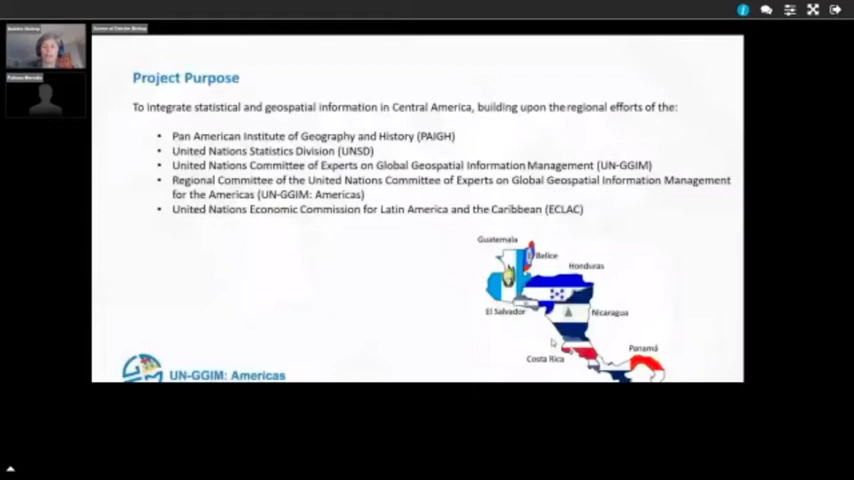 Project Purpose
To integrate statistical and geospatial information in Central America, building upon the regional efforts of the:
• Pan American Institute of Geography and History (PAIGH)
• United Nations Statistics Division (UNSD)
• United Nations Committee of Experts on Global Geospatial Information Management (UN-GGIM)
• Regional Committee of the United Nations Committee of Experts on Global Geospatial Information Management
for the Americas (UN-GGIM: Americas)
• United Nations Economic Commission for Latin America and the Caribbean (ECLAC)
Guatemala
Belice
Honduras
El Salvador
Nicaragua
Costa Rica
Panamá
UN-GGIM: Americas